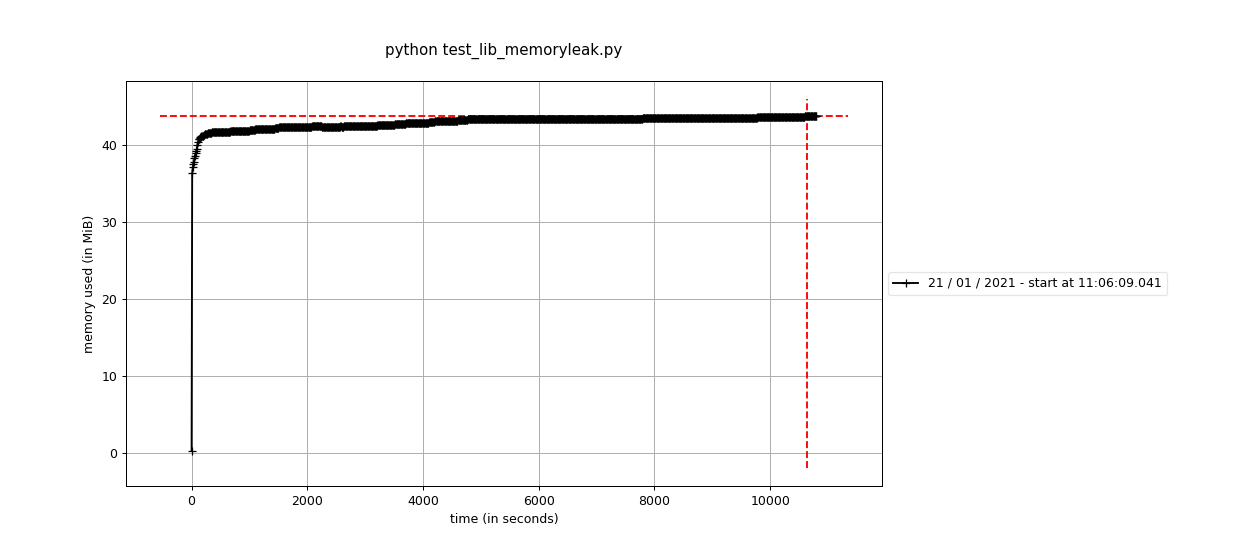 python test_lib_memoryleak.py
memory used (in MiB)
40
30
20
10
0
0 2000 4000 6000 8000 10000
time (in seconds)
21 / 01 / 2021 - start at 11:06:09.041